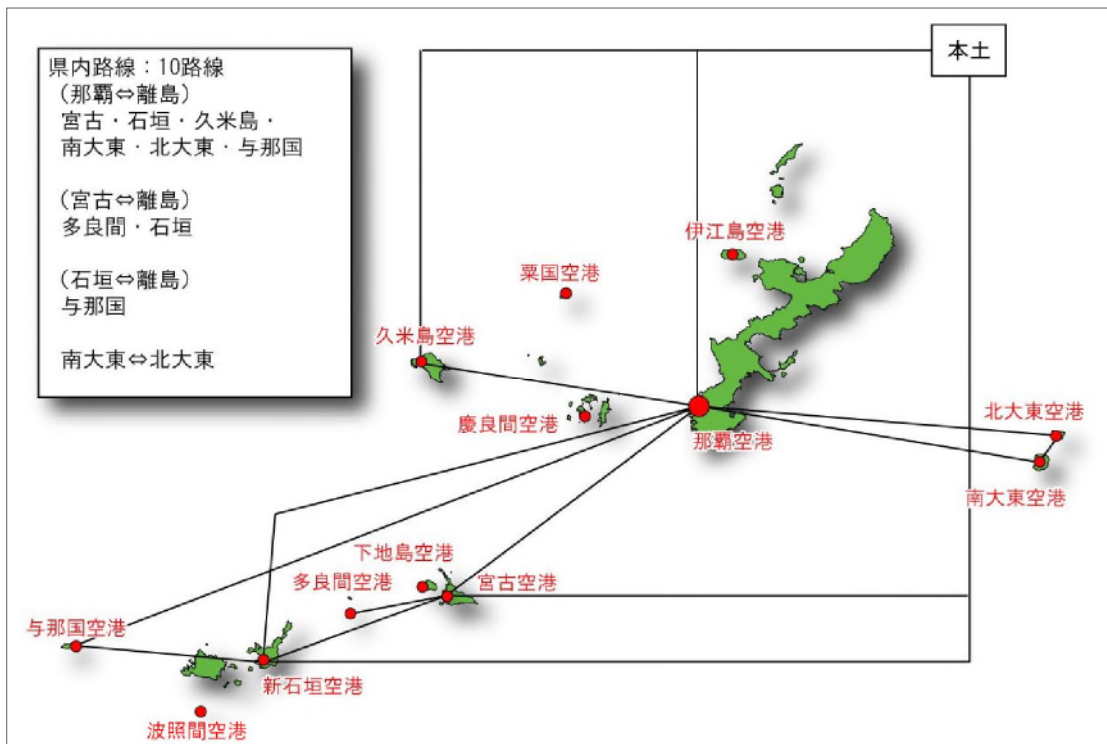 県内路線：10路線
（那覇⇔離島）
宮古・石垣・久米島・
南大東・北大東・与那国
（宮古⇔離島）
多良間・石垣
（石垣⇔離島）
与那国
南大東⇔北大東
本土
伊江島空港
粟国空港
久米島空港
慶良間空港
那覇空港
北大東空港
南大東空港
下地島空港
多良間空港
宮古空港
与那国空港
新石垣空港
波照間空港